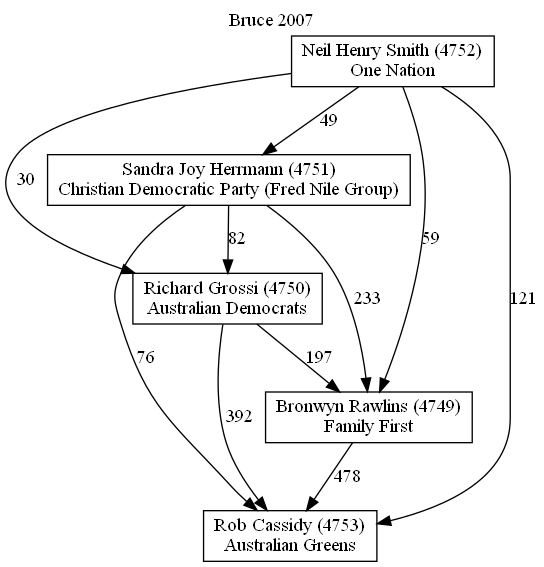 Bruce 2007
Neil Henry Smith (4752)
One Nation
49
Sandra Joy Herrmann (4751)
Christian Democratic Party (Fred Nile Group)
30
82
59
Richard Grossi (4750)
Australian Democrats
233
121
76
197
Bronwyn Rawlins (4749)
Family First
392
478
Rob Cassidy (4753)
Australian Greens